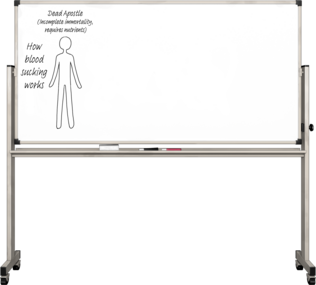 Dead Apostle
(Incomplete immortality,
requires nutrients)
How
blood
sucking
works